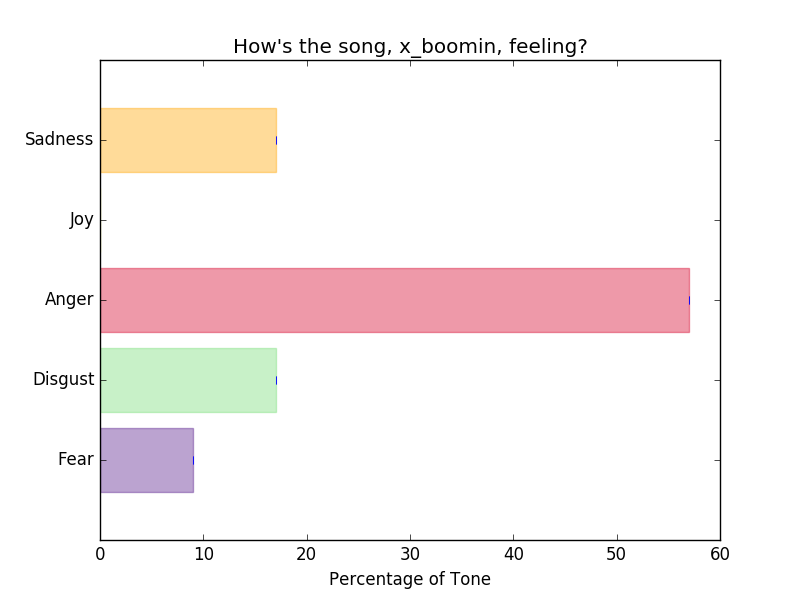 How's the song, x_boomin, feeling?
Sadness
Joy
Anger
Disgust
Fear
0 10 20 30 40 50 60
Percentage of Tone